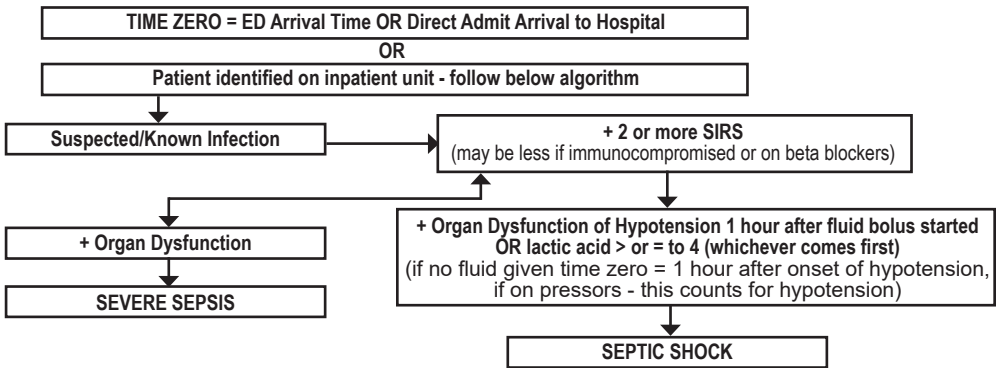 TIME ZERO = ED Arrival Time OR Direct Admit Arrival to Hospital
OR
Patient identified on inpatient unit - follow below algorithm
Suspected/Known Infection
+ 2 or more SIRS
(may be less if immunocompromised or on beta blockers)
+ Organ Dysfunction
SEVERE SEPSIS
+ Organ Dysfunction of Hypotension 1 hour after fluid bolus started
OR lactic acid > or = to 4 (whichever comes first)
(if no fluid given time zero = 1 hour after onset of hypotension,
if on pressors - this counts for hypotension)
SEPTIC SHOCK